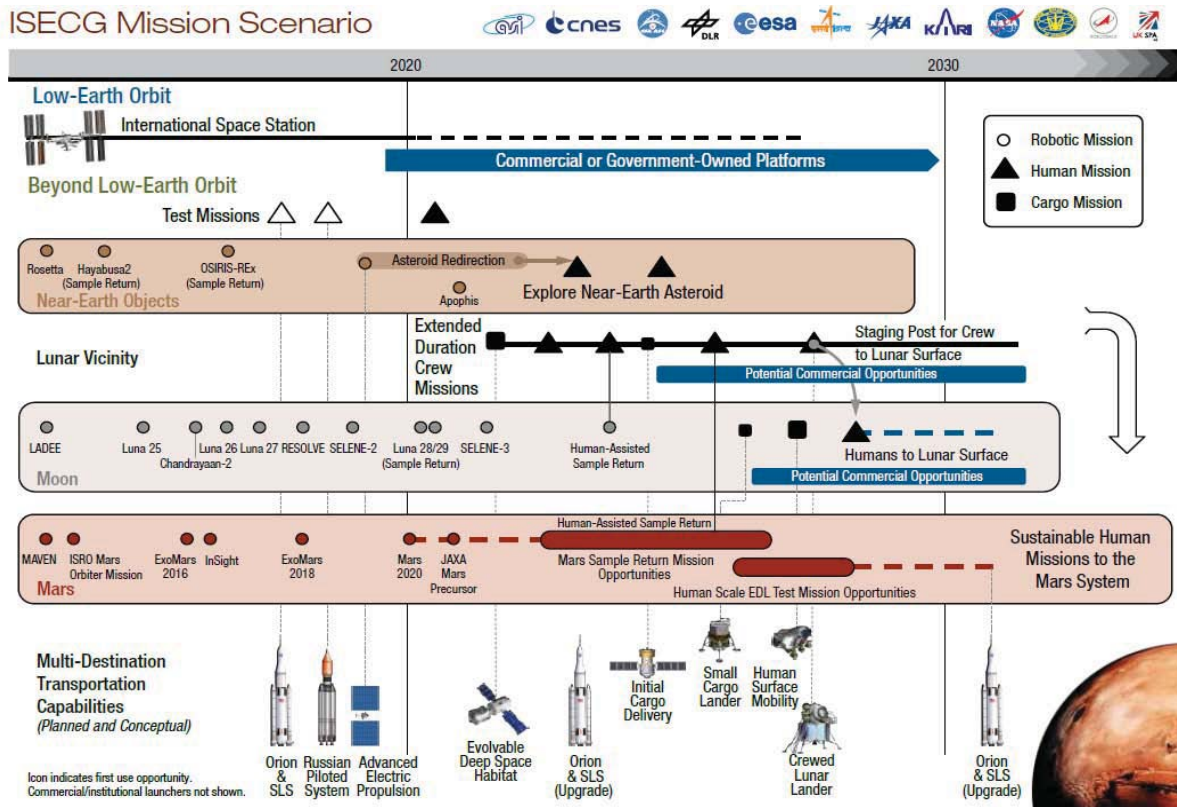 ISECG Mission Scenario
asi
cnes
DLR
esa
JAXA
KARI
NASA
UK SPA
2020
2030
Low-Earth Orbit
International Space Station
Commercial or Government-Owned Platforms
Robotic Mission
Human Mission
Cargo Mission
Beyond Low-Earth Orbit
Test Missions
Rosetta
Hayabusa2
(Sample Return)
OSIRIS-REx
(Sample Return)
Asteroid Redirection
Apophis
Explore Near-Earth Asteroid
Near-Earth Objects
Lunar Vicinity
Extended
Duration
Crew
Missions
Staging Post for Crew
to Lunar Surface
Potential Commercial Opportunities
LADEE
Luna 25
Chandrayaan-2
Luna 26
Luna 27
RESOLVE
SELENE-2
Luna 28/29
(Sample Return)
SELENE-3
Human-Assisted
Sample Return
Humans to Lunar Surface
Potential Commercial Opportunities
Moon
MAVEN
ISRO Mars
Orbiter Mission
ExoMars
2016
InSight
ExoMars
2018
Mars
2020
JAXA
Mars
Precursor
Human-Assisted Sample Return
Mars Sample Return Mission
Opportunities
Human Scale EDL Test Mission Opportunities
Sustainable Human
Missions to the
Mars System
Mars
Multi-Destination
Transportation
Capabilities
(Planned and Conceptual)
Orion
&
SLS
Russian
Piloted
System
Advanced
Electric
Propulsion
Evolvable
Deep Space
Habitat
Orion
& SLS
(Upgrade)
Initial
Cargo
Delivery
Small
Cargo
Lander
Human
Surface
Mobility
Crewed
Lunar
Lander
Orion
& SLS
(Upgrade)
Icon indicates first use opportunity.
Commercial/institutional launchers not shown.